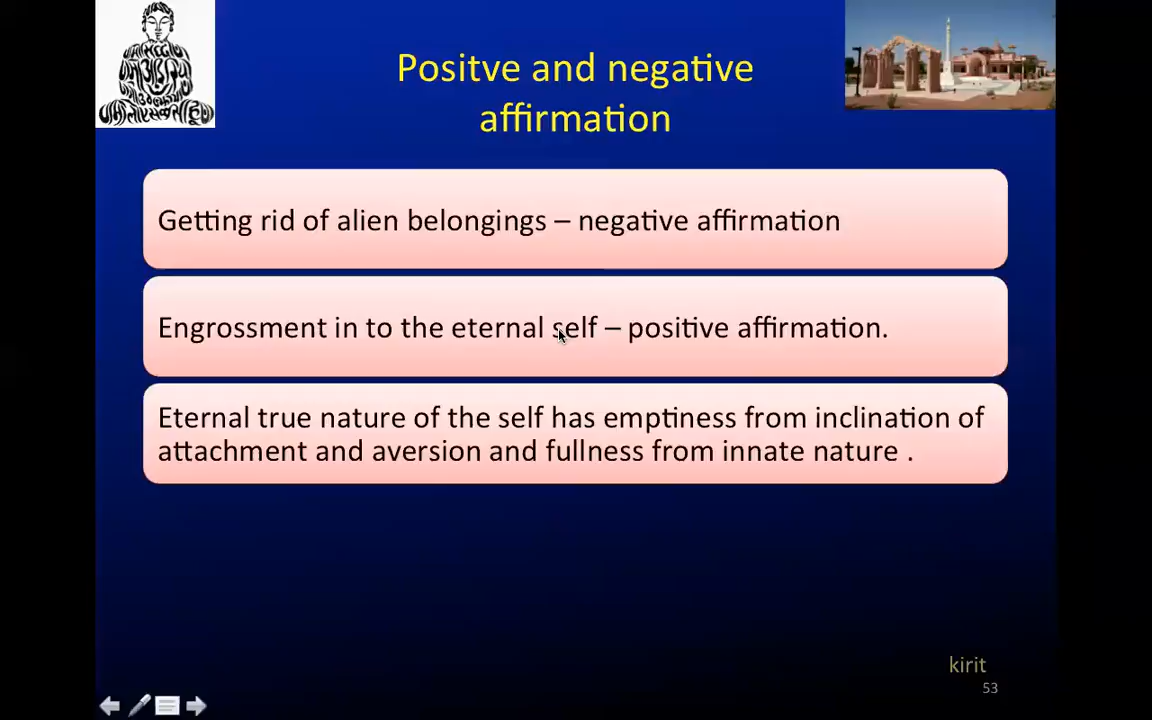 Positve and negative
affirmation
Getting rid of alien belongings – negative affirmation
Engrossment in to the eternal self – positive affirmation.
Eternal true nature of the self has emptiness from inclination of
attachment and aversion and fullness from innate nature .
kirit
53